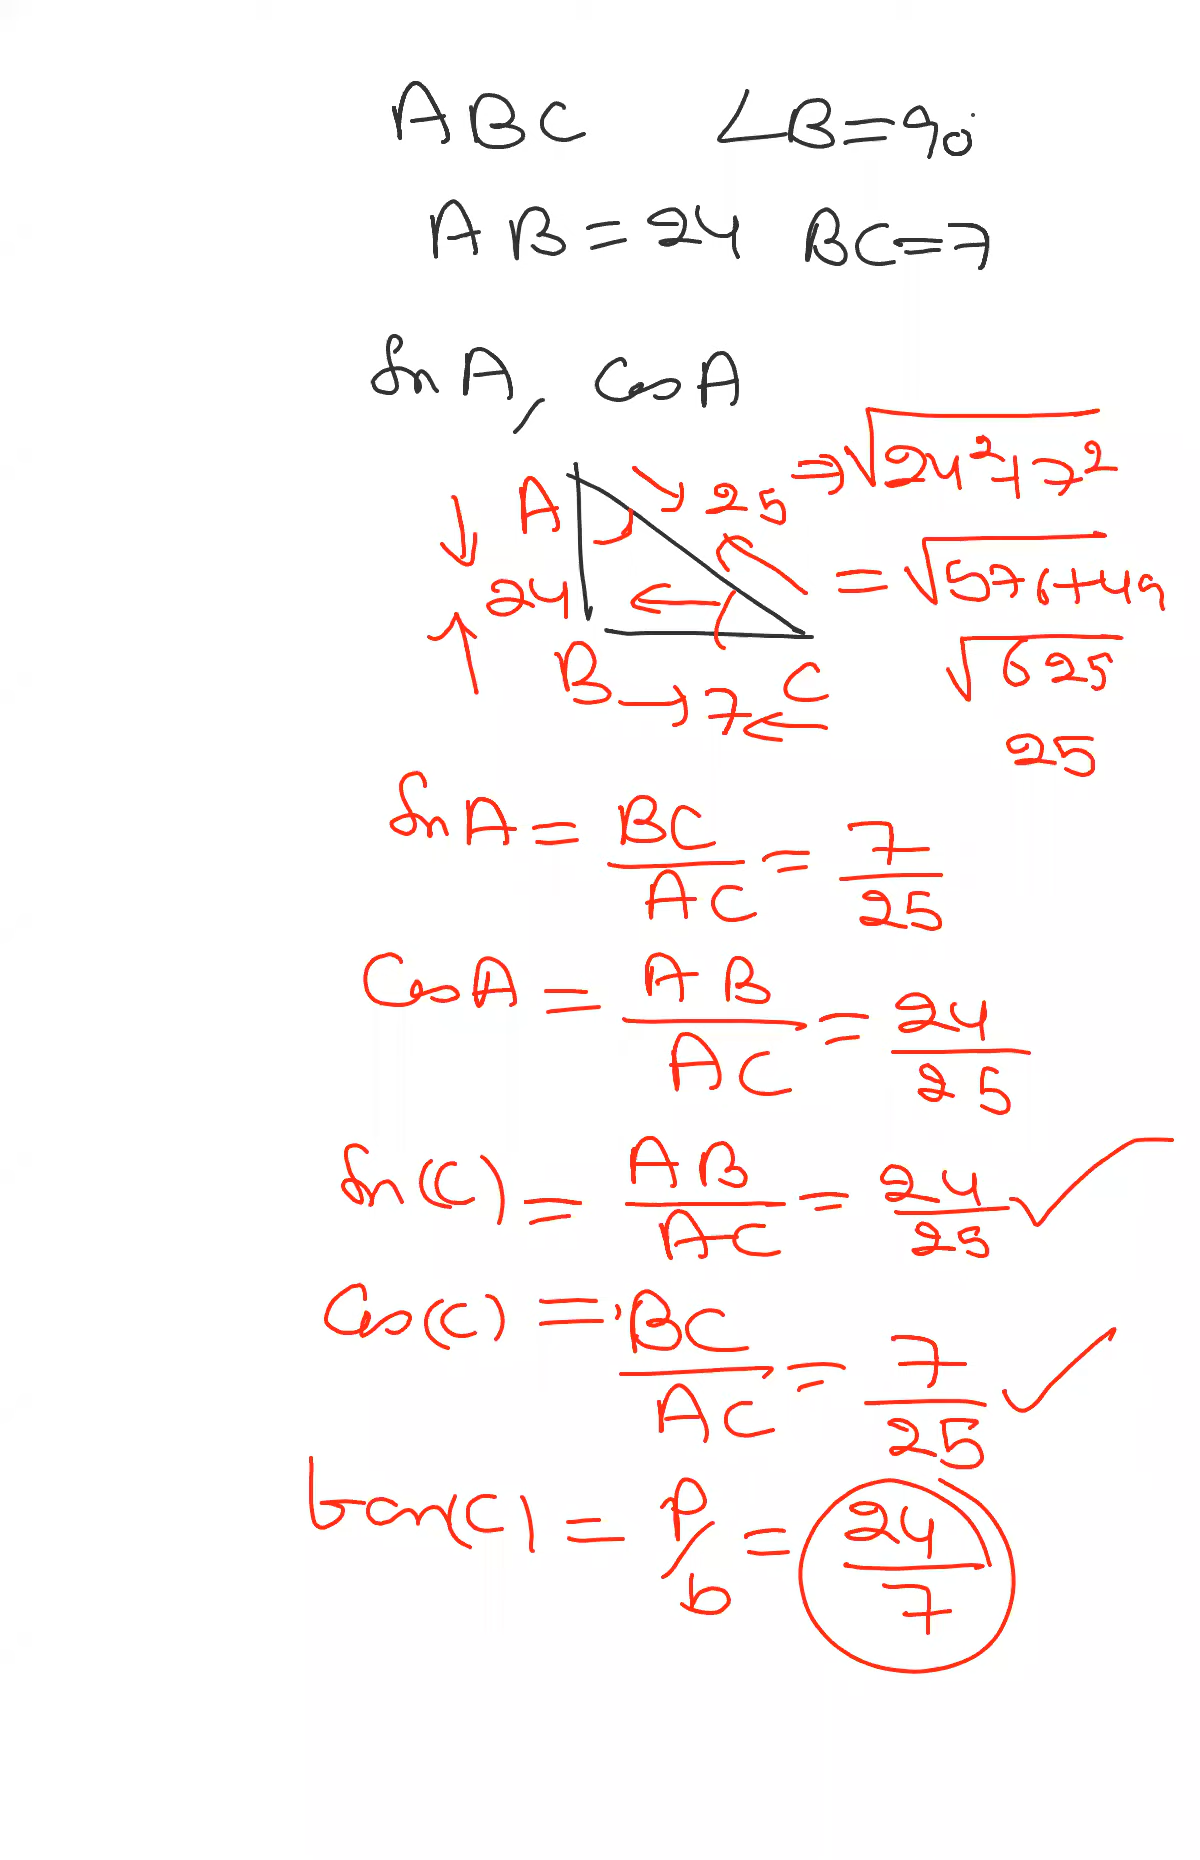 ABC ∠B=90°
AB=24 BC=7
Sin A, Cos A
A → 25 ⇒ √24²+7²
24 = √576+49
B → 7 ← C √625
25
Sin A = BC/AC = 7/25
Cos A = AB/AC = 24/25
Sin(C) = AB/AC = 24/25 ✓
Cos(C) = BC/AC = 7/25 ✓
tan(C) = P/b = 24/7